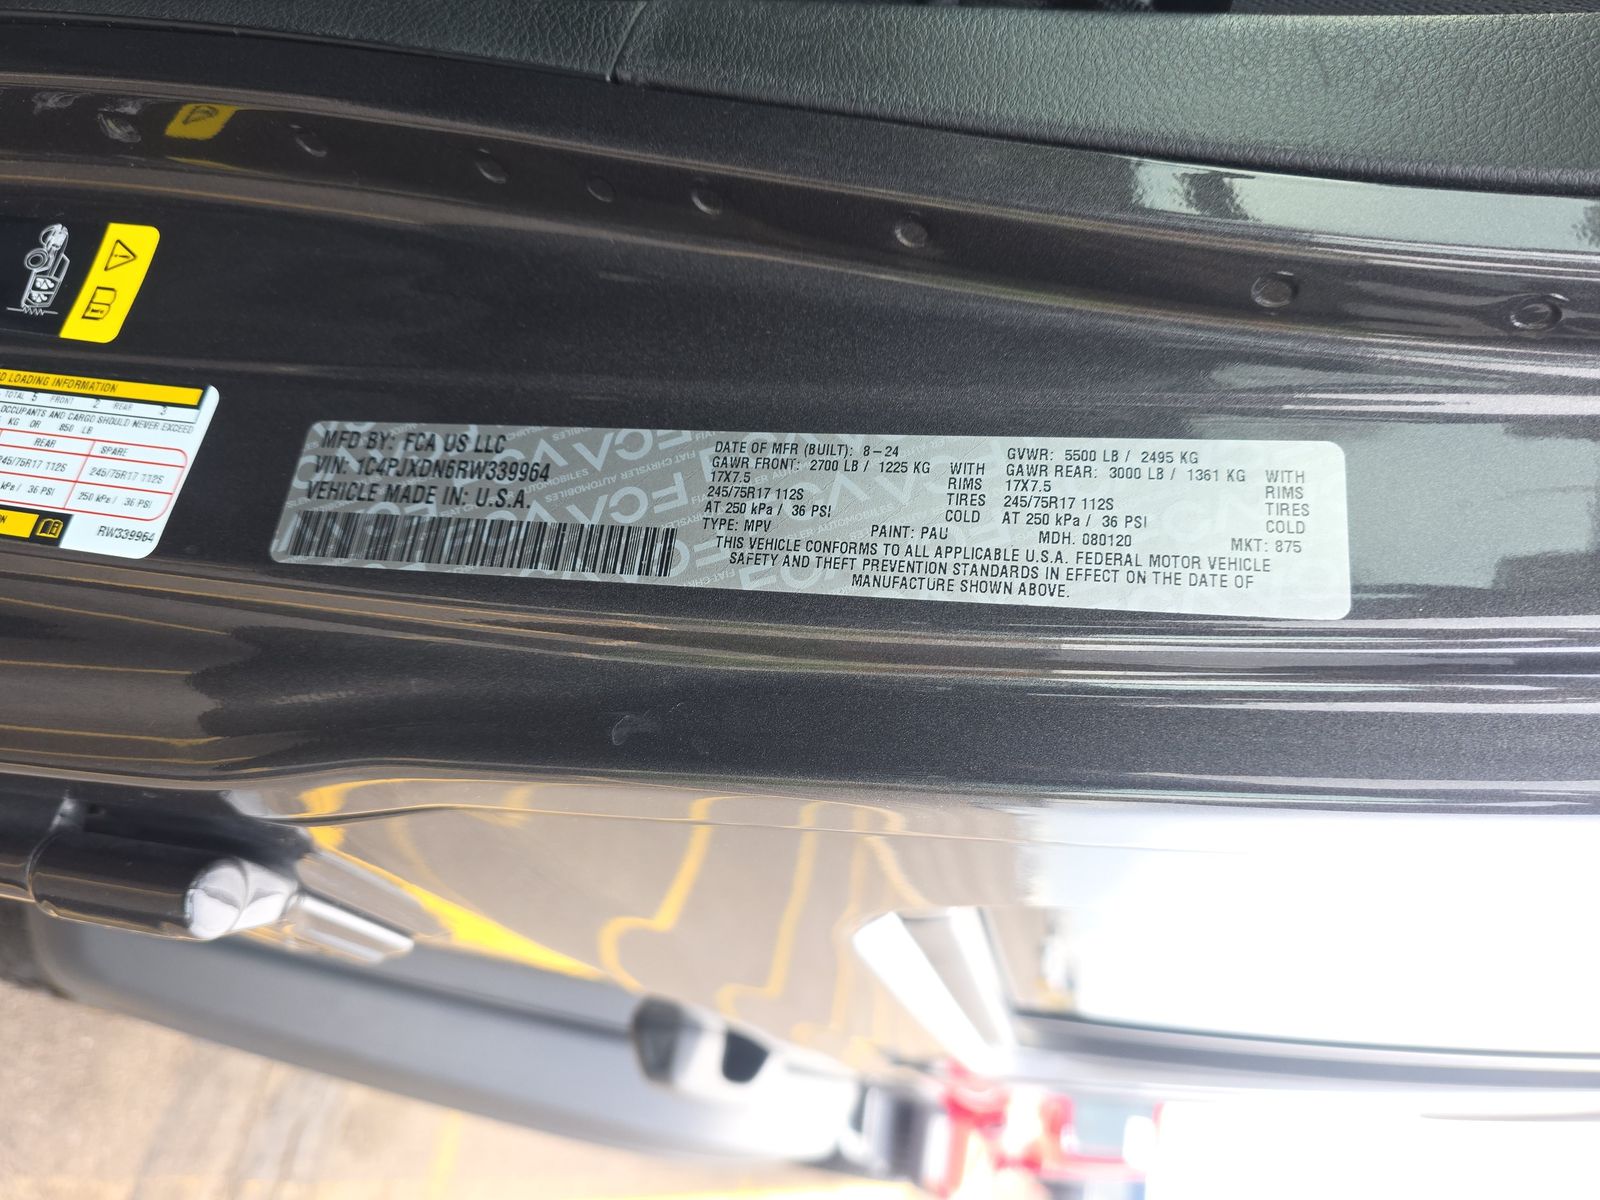 D LOADING INFORMATION
TOTAL 5 FRONT 2 REAR 3
OCCUPANTS AND CARGO SHOULD NEVER EXCEED
KG OR 850 LB
REAR SPARE
245/75R17 112S 245/75R17 112S
kPa / 36 PSI 250 kPa / 36 PSI
RW339964
MFD BY: FCA US LLC
VIN: 1C4PJXDN6RW339964
VEHICLE MADE IN: U.S.A.
DATE OF MFR (BUILT): 8-24 GVWR: 5500 LB / 2495 KG
GAWR FRONT: 2700 LB / 1225 KG WITH GAWR REAR: 3000 LB / 1361 KG WITH
17X7.5 RIMS 17X7.5 RIMS
245/75R17 112S TIRES 245/75R17 112S TIRES
AT 250 kPa / 36 PSI COLD AT 250 kPa / 36 PSI COLD
TYPE: MPV PAINT: PAU MDH. 080120 MKT: 875
THIS VEHICLE CONFORMS TO ALL APPLICABLE U.S.A. FEDERAL MOTOR VEHICLE
SAFETY AND THEFT PREVENTION STANDARDS IN EFFECT ON THE DATE OF
MANUFACTURE SHOWN ABOVE.